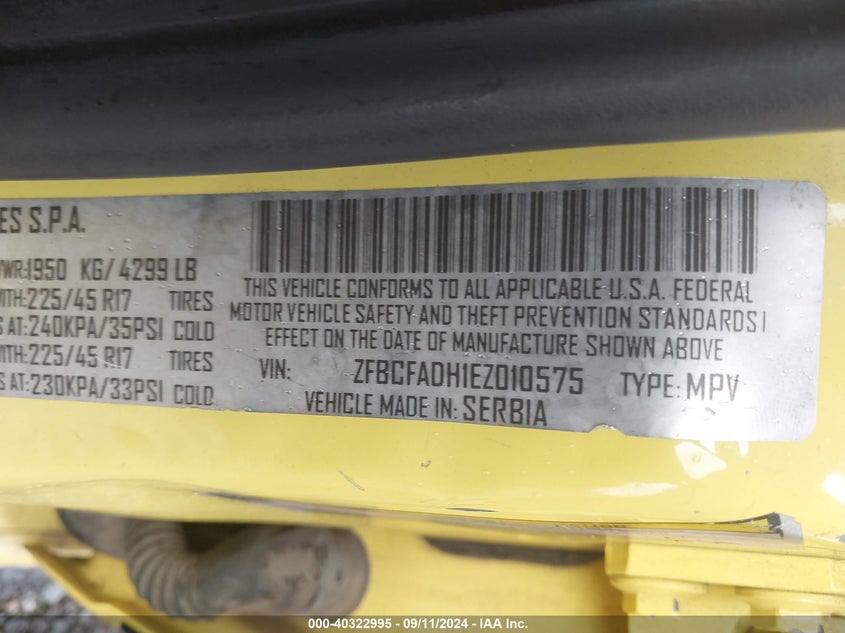 ES S.P.A.
WR:1950 KG/ 4299 LB
ITH:225/45 R17 TIRES
S AT:240KPA/35PSI COLD
ITH:225/45 R17 TIRES
S AT:230KPA/33PSI COLD
THIS VEHICLE CONFORMS TO ALL APPLICABLE U.S.A. FEDERAL
MOTOR VEHICLE SAFETY AND THEFT PREVENTION STANDARDS I
EFFECT ON THE DATE OF MANUFACTURE SHOWN ABOVE
VIN: ZFBCFADH1EZ010575 TYPE: MPV
VEHICLE MADE IN: SERBIA
000-40322995 - 09/11/2024 - IAA Inc.